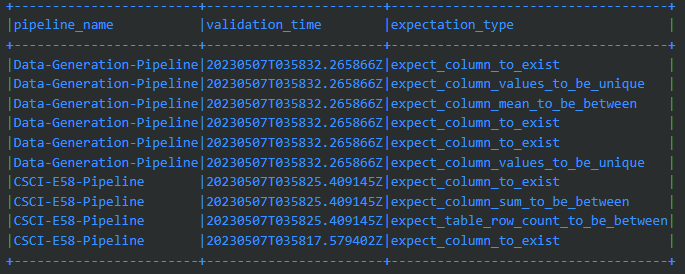 +------------------------+----------------------+-----------------------------------+
|pipeline_name           |validation_time       |expectation_type                   |
+------------------------+----------------------+-----------------------------------+
|Data-Generation-Pipeline|20230507T035832.265866Z|expect_column_to_exist             |
|Data-Generation-Pipeline|20230507T035832.265866Z|expect_column_values_to_be_unique  |
|Data-Generation-Pipeline|20230507T035832.265866Z|expect_column_mean_to_be_between   |
|Data-Generation-Pipeline|20230507T035832.265866Z|expect_column_to_exist             |
|Data-Generation-Pipeline|20230507T035832.265866Z|expect_column_to_exist             |
|Data-Generation-Pipeline|20230507T035832.265866Z|expect_column_values_to_be_unique  |
|CSCI-E58-Pipeline       |20230507T035825.409145Z|expect_column_to_exist             |
|CSCI-E58-Pipeline       |20230507T035825.409145Z|expect_column_sum_to_be_between    |
|CSCI-E58-Pipeline       |20230507T035825.409145Z|expect_table_row_count_to_be_between|
|CSCI-E58-Pipeline       |20230507T035817.579402Z|expect_column_to_exist             |
+------------------------+----------------------+-----------------------------------+